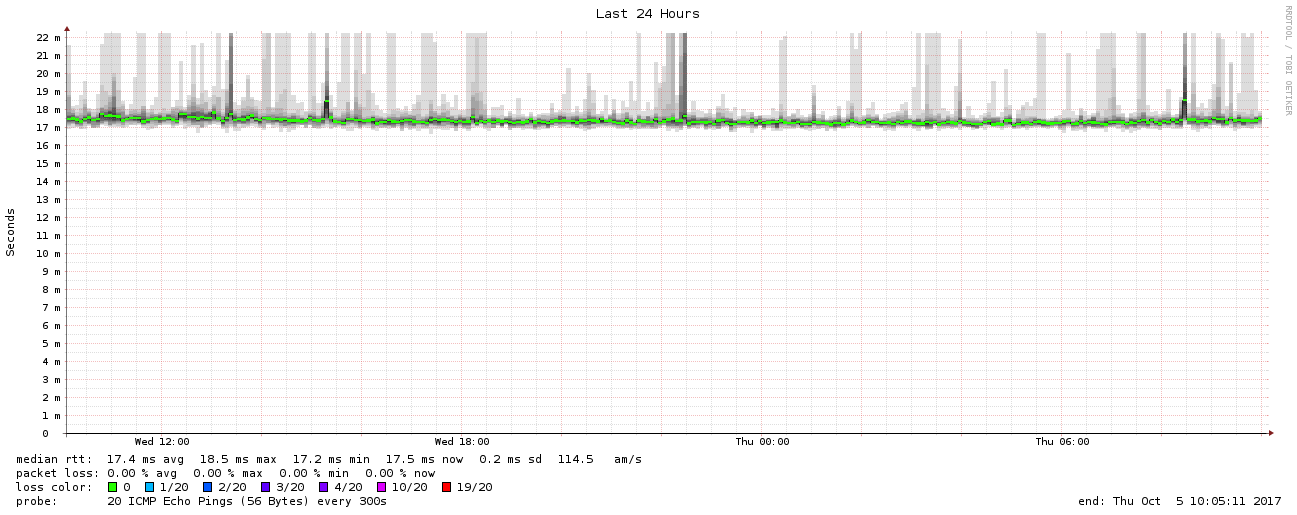 Last 24 Hours
RRDTOOL / TOBI OETIKER
22 m
21 m
20 m
19 m
18 m
17 m
16 m
15 m
14 m
13 m
12 m
11 m
10 m
9 m
8 m
7 m
6 m
5 m
4 m
3 m
2 m
1 m
0
Seconds
Wed 12:00 Wed 18:00 Thu 00:00 Thu 06:00
median rtt: 17.4 ms avg 18.5 ms max 17.2 ms min 17.5 ms now 0.2 ms sd 114.5 am/s
packet loss: 0.00 % avg 0.00 % max 0.00 % min 0.00 % now
loss color: 0 1/20 2/20 3/20 4/20 10/20 19/20
probe: 20 ICMP Echo Pings (56 Bytes) every 300s end: Thu Oct 5 10:05:11 2017